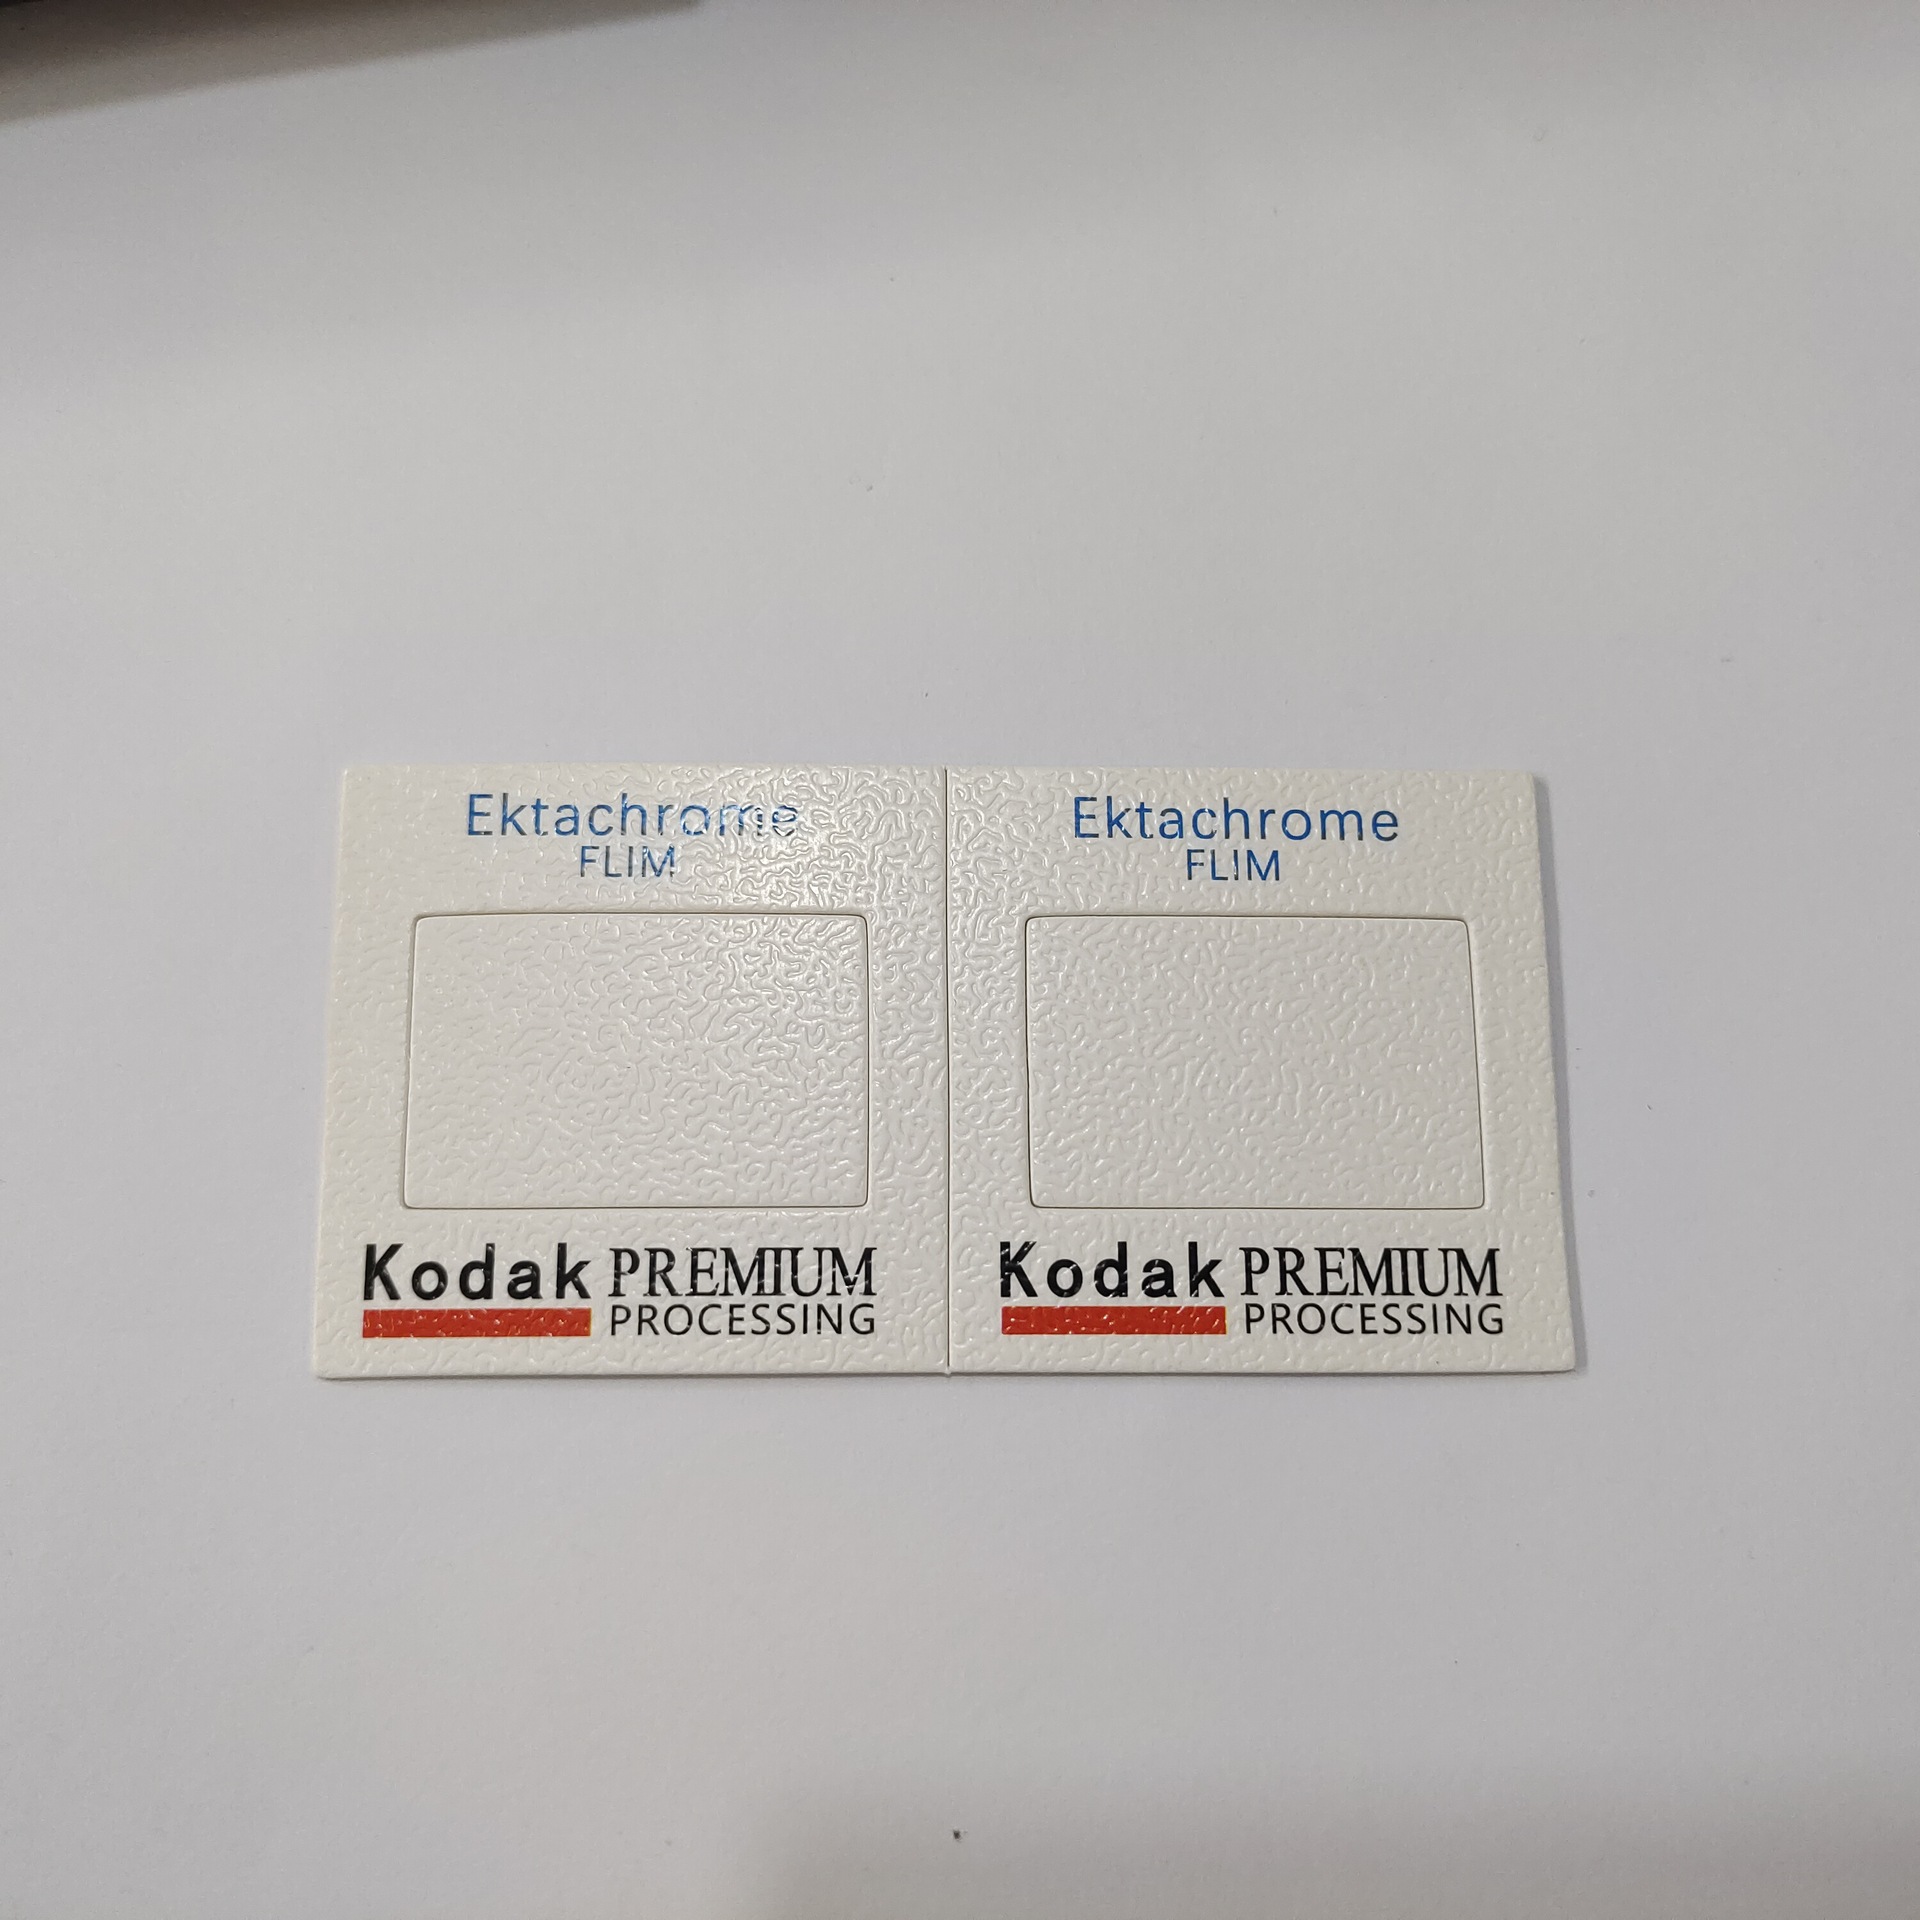 Ektachrome
FLIM
Kodak PREMIUM
PROCESSING
Ektachrome
FLIM
Kodak PREMIUM
PROCESSING